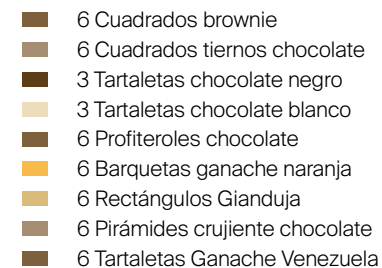 6 Cuadrados brownie
6 Cuadrados tiernos chocolate
3 Tartaletas chocolate negro
3 Tartaletas chocolate blanco
6 Profiteroles chocolate
6 Barquetas ganache naranja
6 Rectángulos Gianduja
6 Pirámides crujiente chocolate
6 Tartaletas Ganache Venezuela